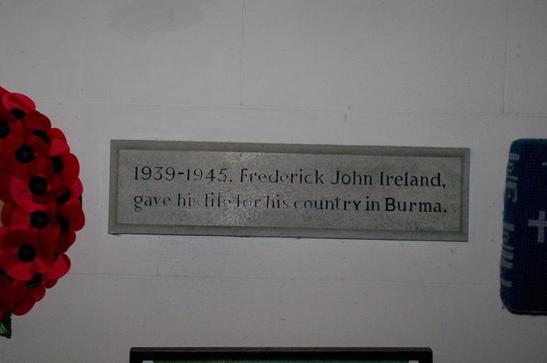 1939-1945. Frederick John Ireland,
gave his life for his country in Burma.